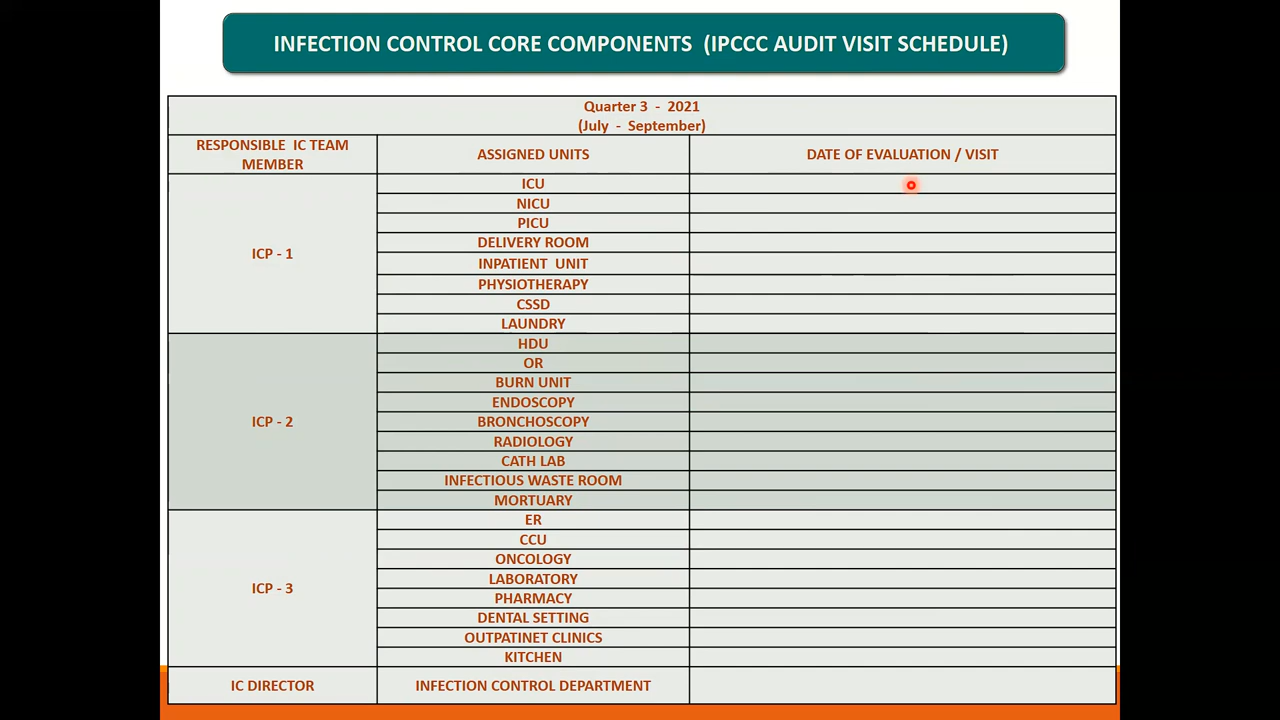 INFECTION CONTROL CORE COMPONENTS (IPCCC AUDIT VISIT SCHEDULE)
Quarter 3 - 2021
(July - September)
RESPONSIBLE IC TEAM
MEMBER
ASSIGNED UNITS
DATE OF EVALUATION / VISIT
ICP - 1
ICU
NICU
PICU
DELIVERY ROOM
INPATIENT UNIT
PHYSIOTHERAPY
CSSD
LAUNDRY
ICP - 2
HDU
OR
BURN UNIT
ENDOSCOPY
BRONCHOSCOPY
RADIOLOGY
CATH LAB
INFECTIOUS WASTE ROOM
MORTUARY
ICP - 3
ER
CCU
ONCOLOGY
LABORATORY
PHARMACY
DENTAL SETTING
OUTPATINET CLINICS
KITCHEN
IC DIRECTOR
INFECTION CONTROL DEPARTMENT